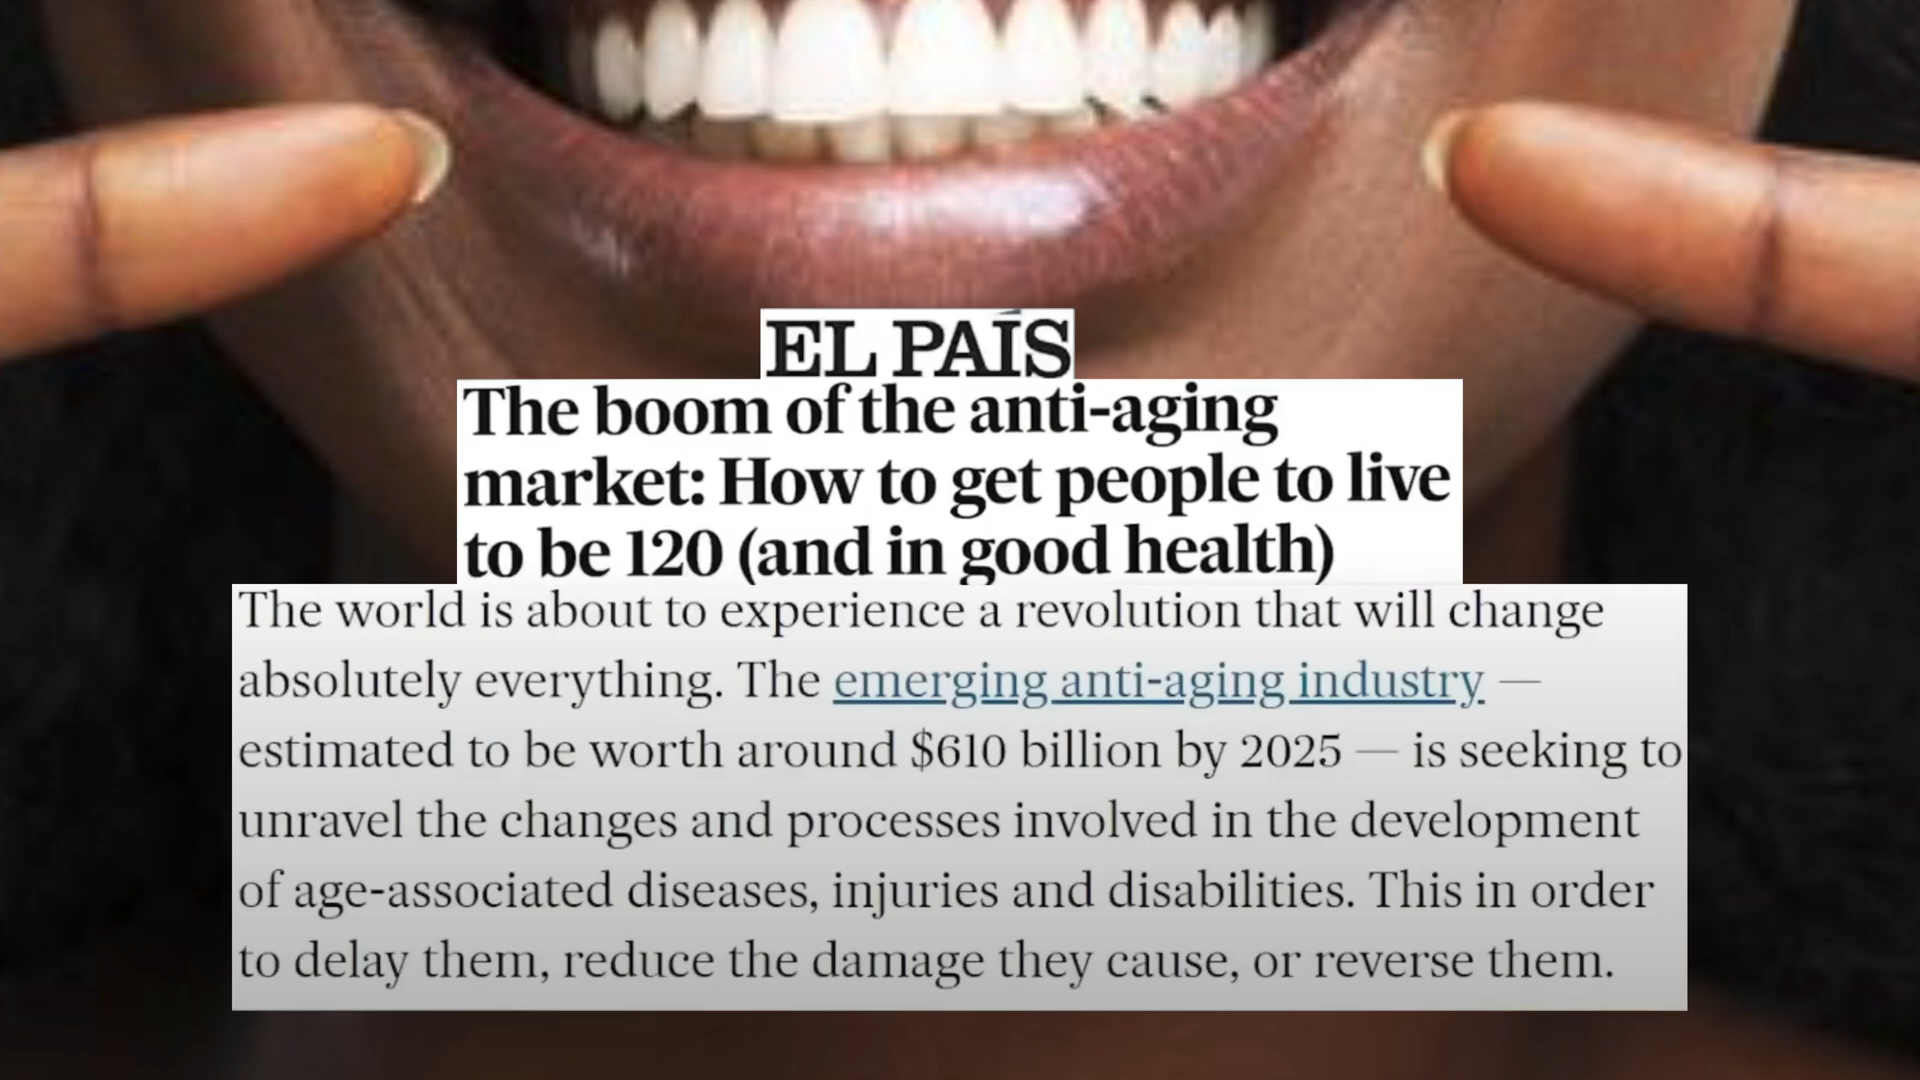 EL PAÍS
The boom of the anti-aging
market: How to get people to live
to be 120 (and in good health)
The world is about to experience a revolution that will change
absolutely everything. The emerging anti-aging industry —
estimated to be worth around $610 billion by 2025 — is seeking to
unravel the changes and processes involved in the development
of age-associated diseases, injuries and disabilities. This in order
to delay them, reduce the damage they cause, or reverse them.